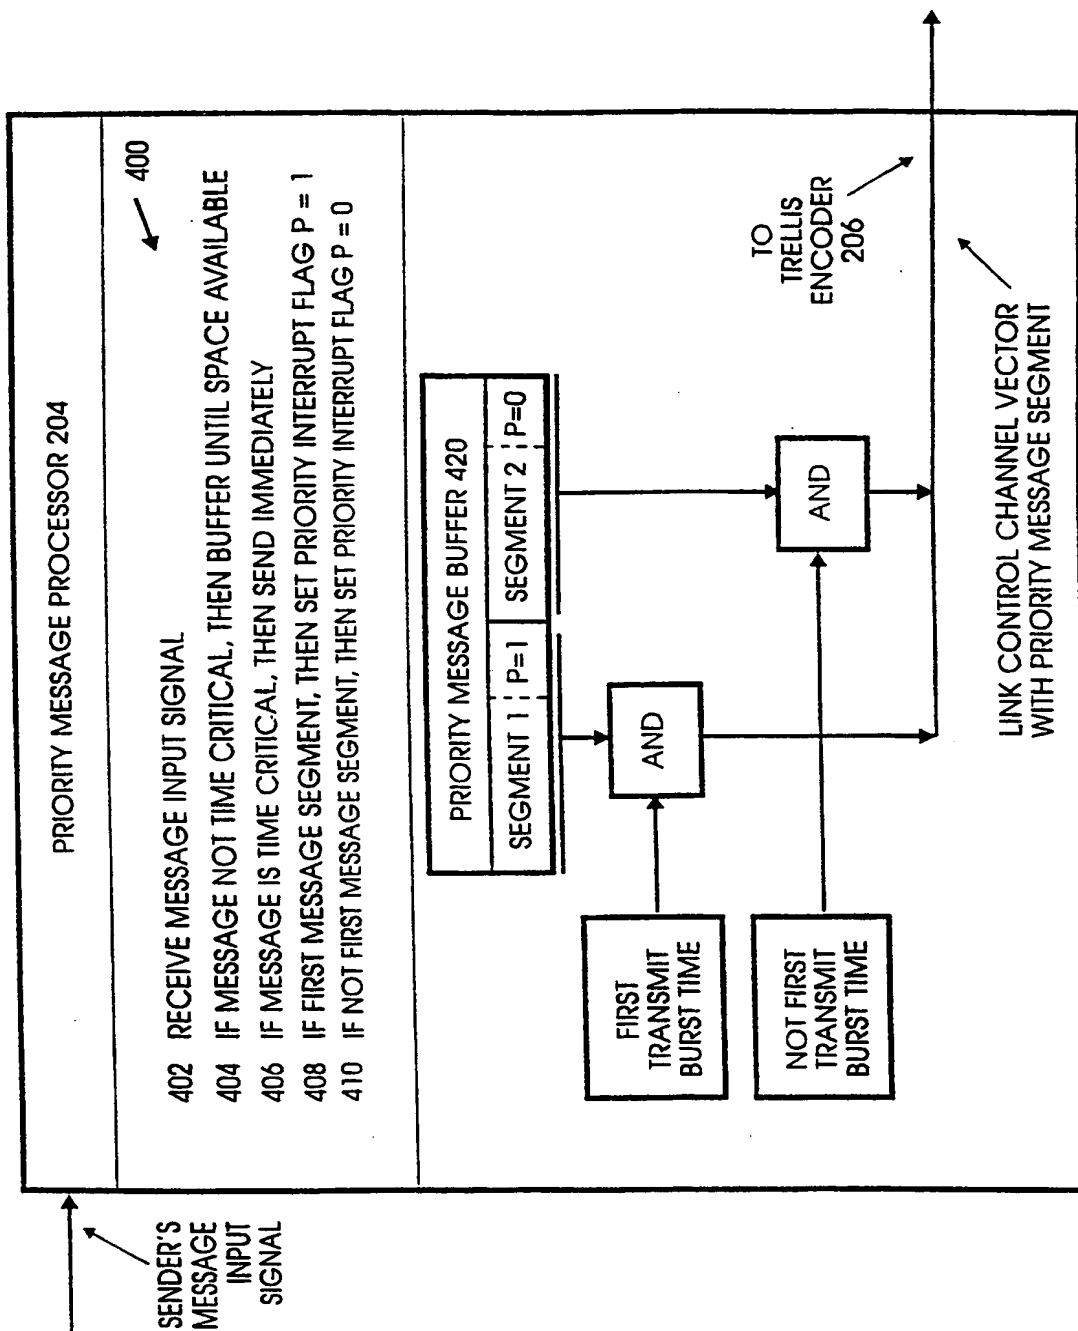 PRIORITY MESSAGE PROCESSOR 204
SENDER'S
MESSAGE
INPUT
SIGNAL
400
402 RECEIVE MESSAGE INPUT SIGNAL
404 IF MESSAGE NOT TIME CRITICAL, THEN BUFFER UNTIL SPACE AVAILABLE
406 IF MESSAGE IS TIME CRITICAL, THEN SEND IMMEDIATELY
408 IF FIRST MESSAGE SEGMENT, THEN SET PRIORITY INTERRUPT FLAG P = 1
410 IF NOT FIRST MESSAGE SEGMENT, THEN SET PRIORITY INTERRUPT FLAG P = 0
PRIORITY MESSAGE BUFFER 420
SEGMENT 1 P=1 SEGMENT 2 P=0
FIRST
TRANSMIT
BURST TIME
AND
NOT FIRST
TRANSMIT
BURST TIME
AND
TO
TRELLIS
ENCODER
206
LINK CONTROL CHANNEL VECTOR
WITH PRIORITY MESSAGE SEGMENT